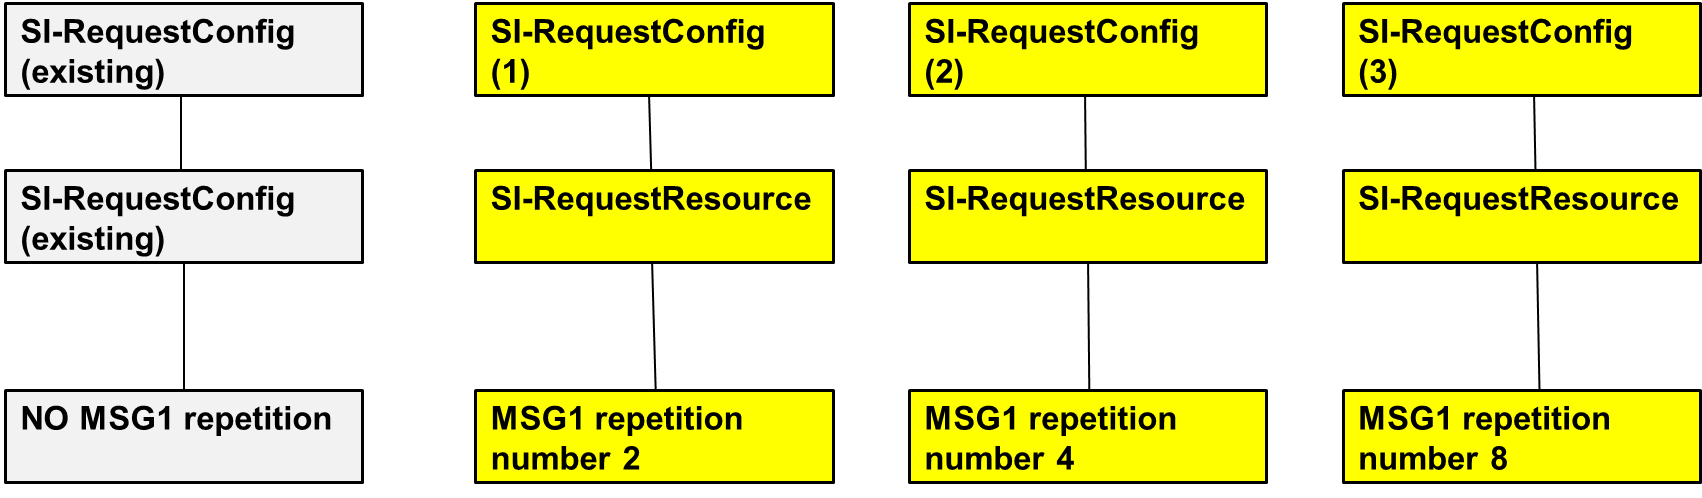 SI-RequestConfig
(existing)
SI-RequestConfig
(1)
SI-RequestConfig
(2)
SI-RequestConfig
(3)
SI-RequestConfig
(existing)
SI-RequestResource
SI-RequestResource
SI-RequestResource
NO MSG1 repetition
MSG1 repetition
number 2
MSG1 repetition
number 4
MSG1 repetition
number 8